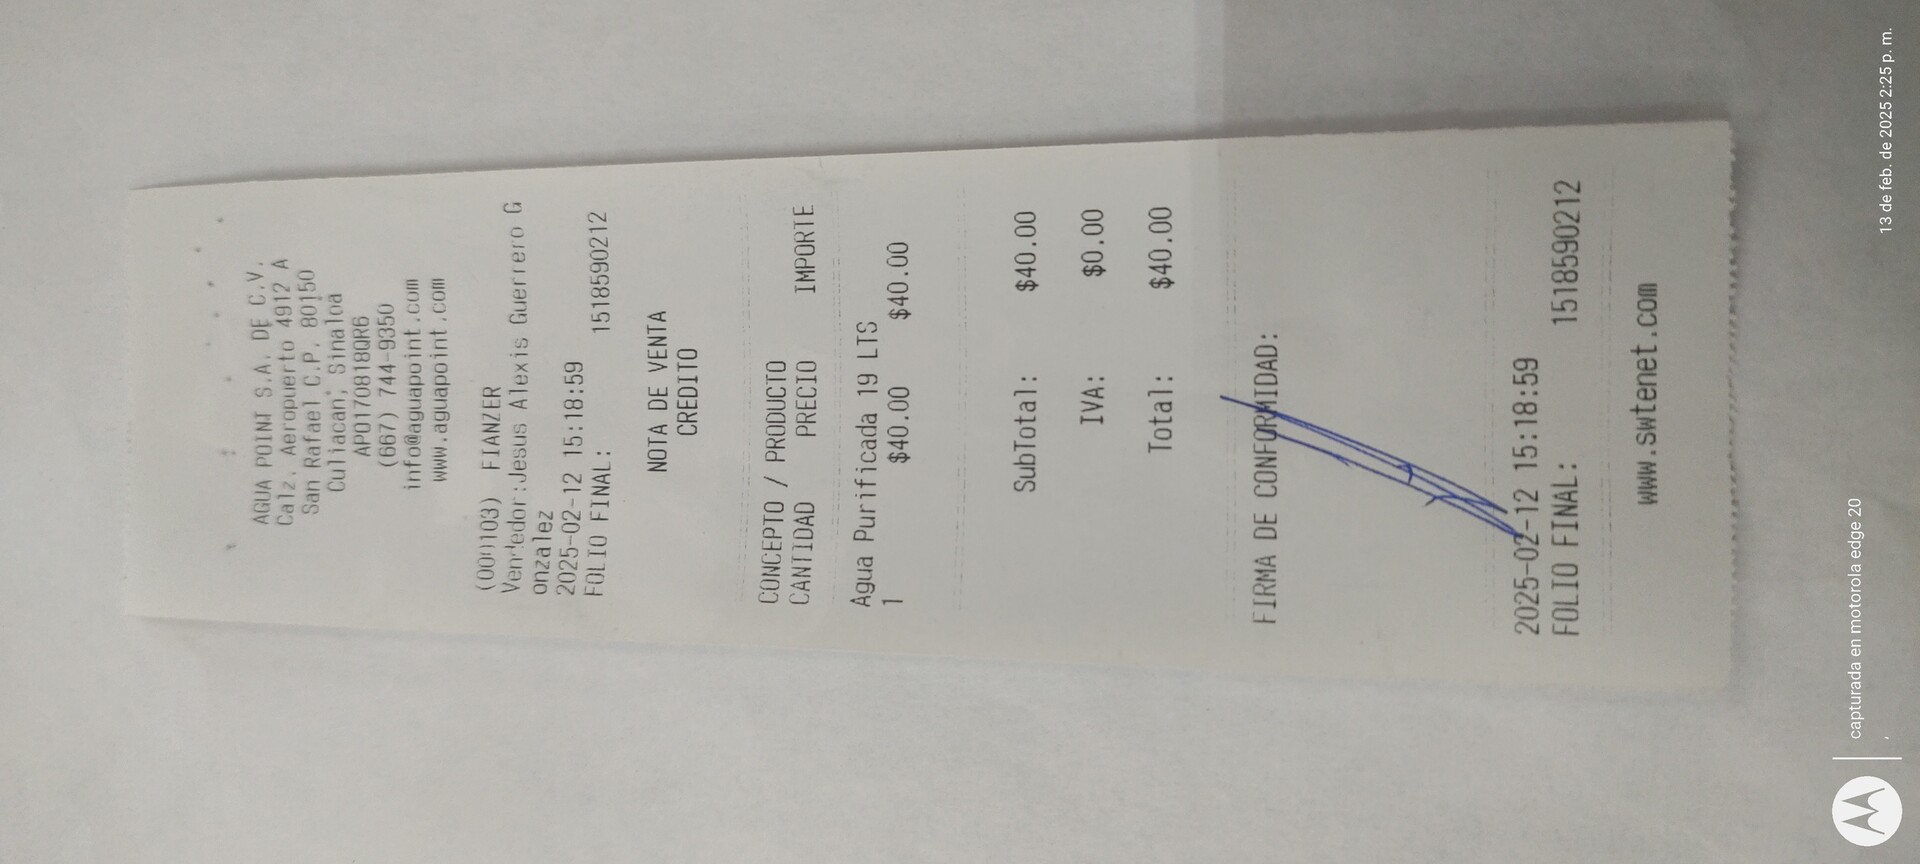 AGUA POINT S.A. DE C.V.
Calz. Aeropuerto 4912 A
San Rafael C.P. 80150
Culiacan, Sinaloa
APO170818QR6
(667) 744-9350
info@aguapoint.com
www.aguapoint.com
(000103) FIANZER
Vendedor:Jesus Alexis Guerrero G
onzalez
2025-02-12 15:18:59
FOLIO FINAL: 1518590212
NOTA DE VENTA
CREDITO
CONCEPTO / PRODUCTO
CANTIDAD PRECIO IMPORTE
Agua Purificada 19 LTS
1 $40.00 $40.00
SubTotal: $40.00
IVA: $0.00
Total: $40.00
FIRMA DE CONFORMIDAD:
2025-02-12 15:18:59
FOLIO FINAL: 1518590212
www.swtenet.com
capturada en motorola edge 20
13 de feb. de 2025 2:25 p. m.